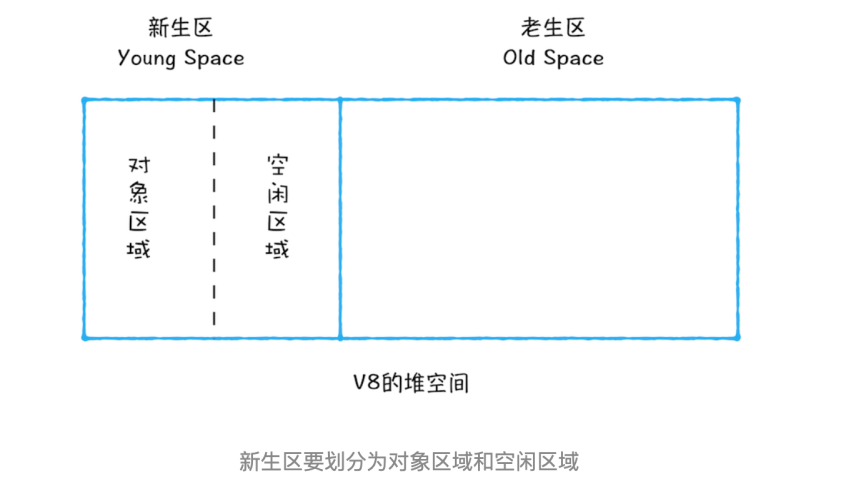 新生区
Young Space
老生区
Old Space
对象区域
空闲区域
V8的堆空间
新生区要划分为对象区域和空闲区域